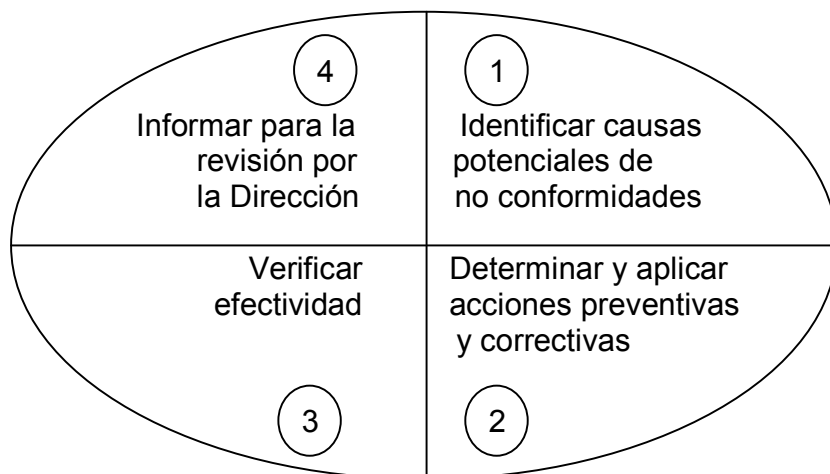 4
Informar para la
revisión por
la Dirección
1
Identificar causas
potenciales de
no conformidades
Verificar
efectividad
3
Determinar y aplicar
acciones preventivas
y correctivas
2